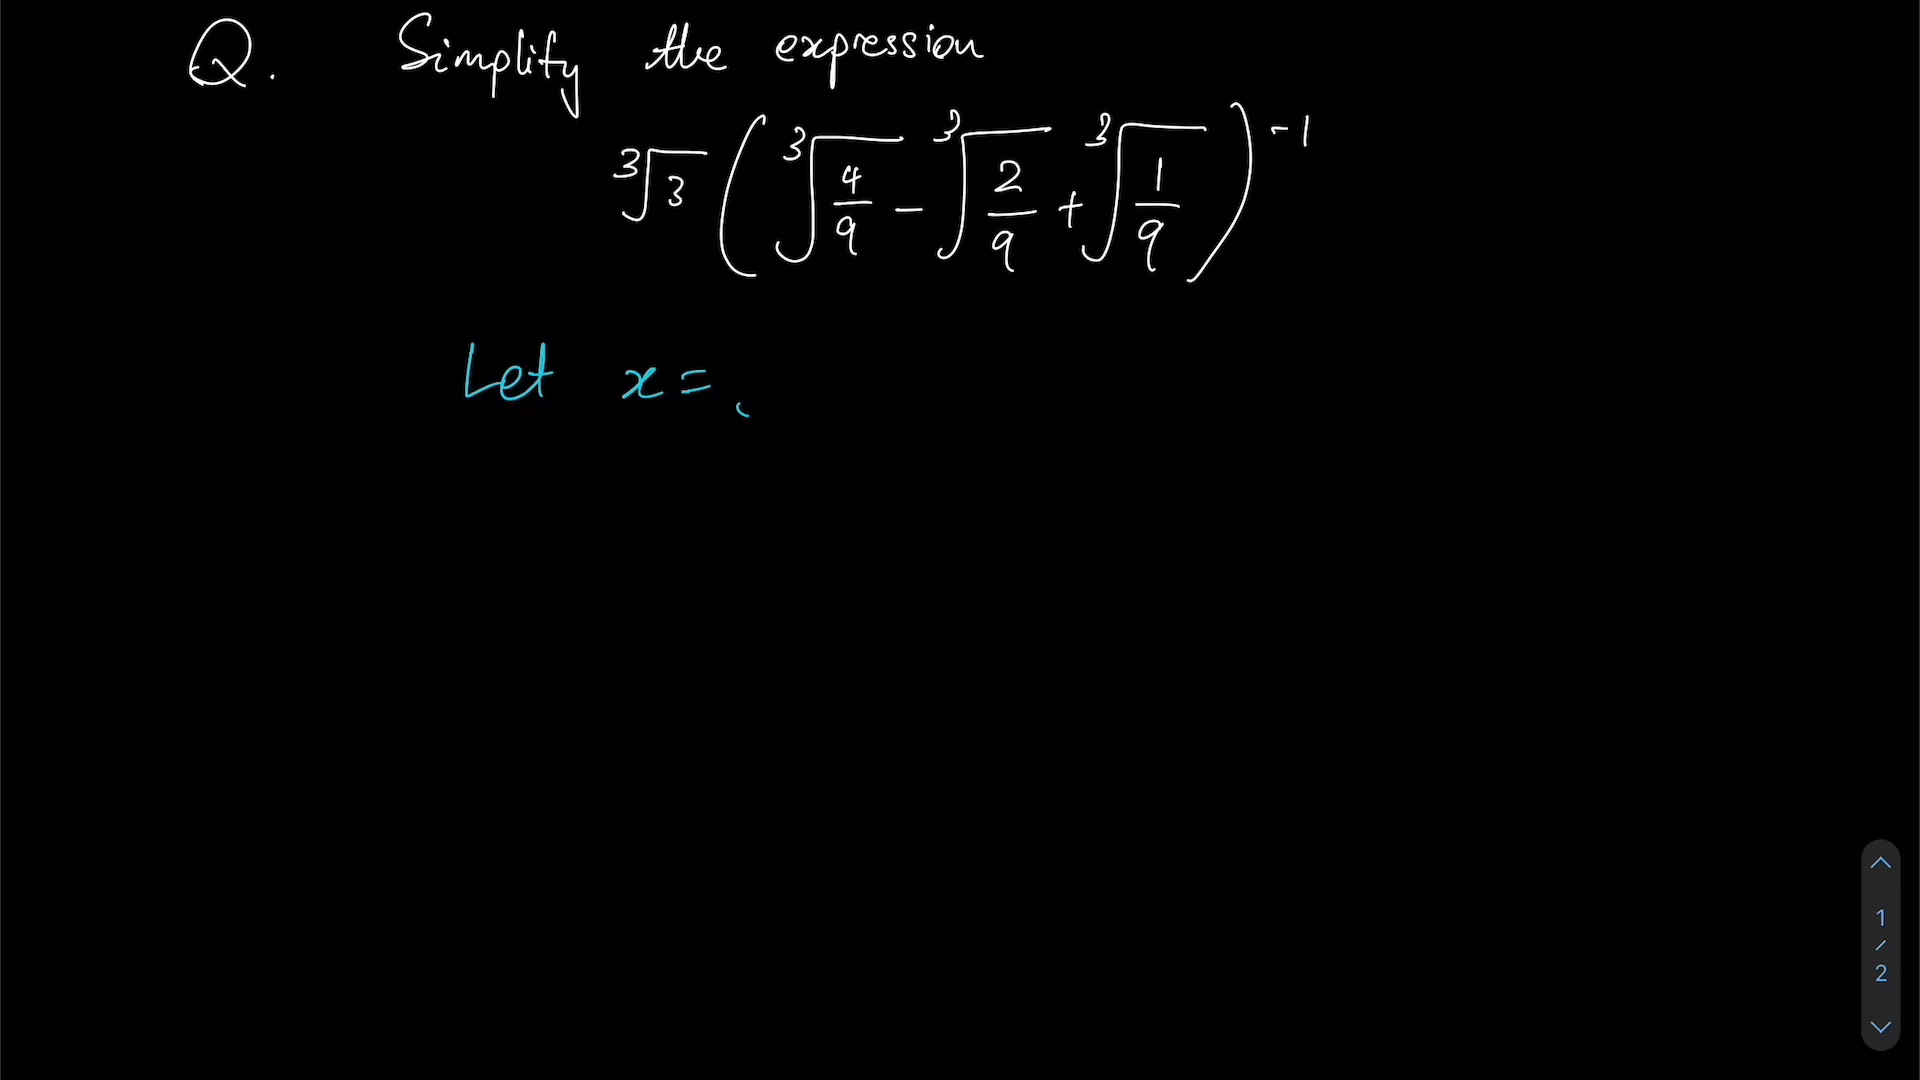 Q. Simplify the expression
∛3 (∛(4/9) - ∛(2/9) + ∛(1/9))⁻¹
Let x =
1
/
2